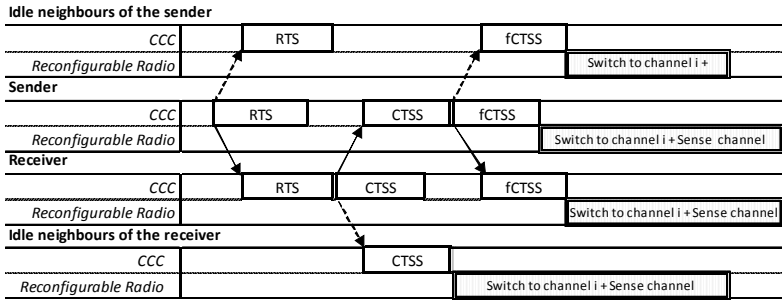 Idle neighbours of the sender
CCC RTS fCTSS
Reconfigurable Radio Switch to channel i +
Sender
CCC RTS CTSS fCTSS
Reconfigurable Radio Switch to channel i + Sense channel
Receiver
CCC RTS CTSS fCTSS
Reconfigurable Radio Switch to channel i + Sense channel
Idle neighbours of the receiver
CCC CTSS
Reconfigurable Radio Switch to channel i + Sense channel